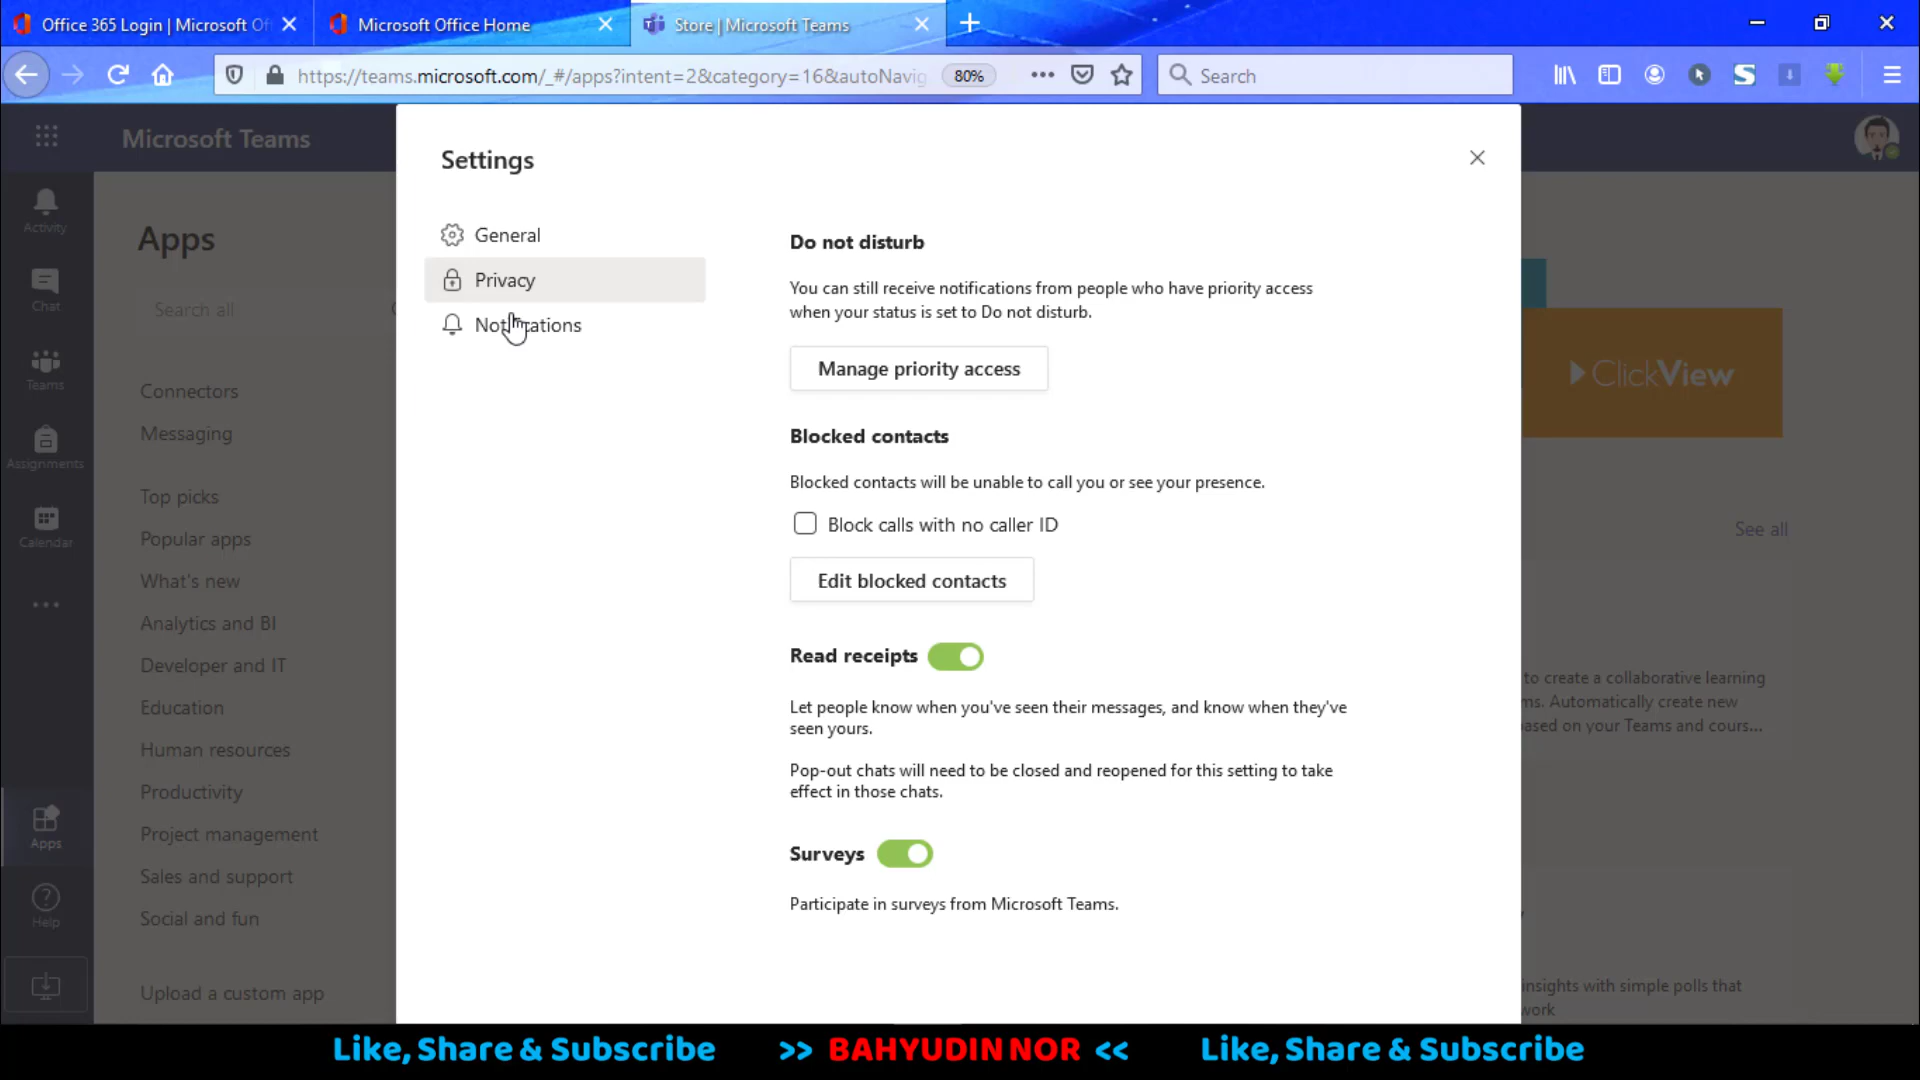 Office 365 Login | Microsoft Of
Microsoft Office Home
Store | Microsoft Teams
https://teams.microsoft.com/_#/apps?intent=2&category=16&autoNavig
80%
Search
Microsoft Teams
Activity
Chat
Teams
Assignments
Calendar
Apps
Help
Apps
Search all
Connectors
Messaging
Top picks
Popular apps
What's new
Analytics and BI
Developer and IT
Education
Human resources
Productivity
Project management
Sales and support
Social and fun
Upload a custom app
Settings
General
Privacy
Notifications
Do not disturb
You can still receive notifications from people who have priority access
when your status is set to Do not disturb.
Manage priority access
Blocked contacts
Blocked contacts will be unable to call you or see your presence.
Block calls with no caller ID
Edit blocked contacts
Read receipts
Let people know when you've seen their messages, and know when they've
seen yours.
Pop-out chats will need to be closed and reopened for this setting to take
effect in those chats.
Surveys
Participate in surveys from Microsoft Teams.
ClickView
See all
to create a collaborative learning
ms. Automatically create new
ased on your Teams and cours...
insights with simple polls that
work
Like, Share & Subscribe >> BAHYUDIN NOR << Like, Share & Subscribe